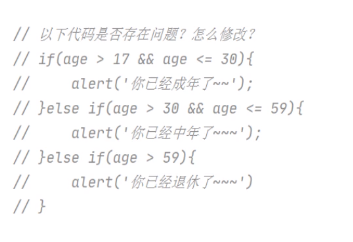 // 以下代码是否存在问题？怎么修改？
// if(age > 17 && age <= 30){
//     alert('你已经成年了~~');
// }else if(age > 30 && age <= 59){
//     alert('你已经中年了~~~');
// }else if(age > 59){
//     alert('你已经退休了~~~')
// }